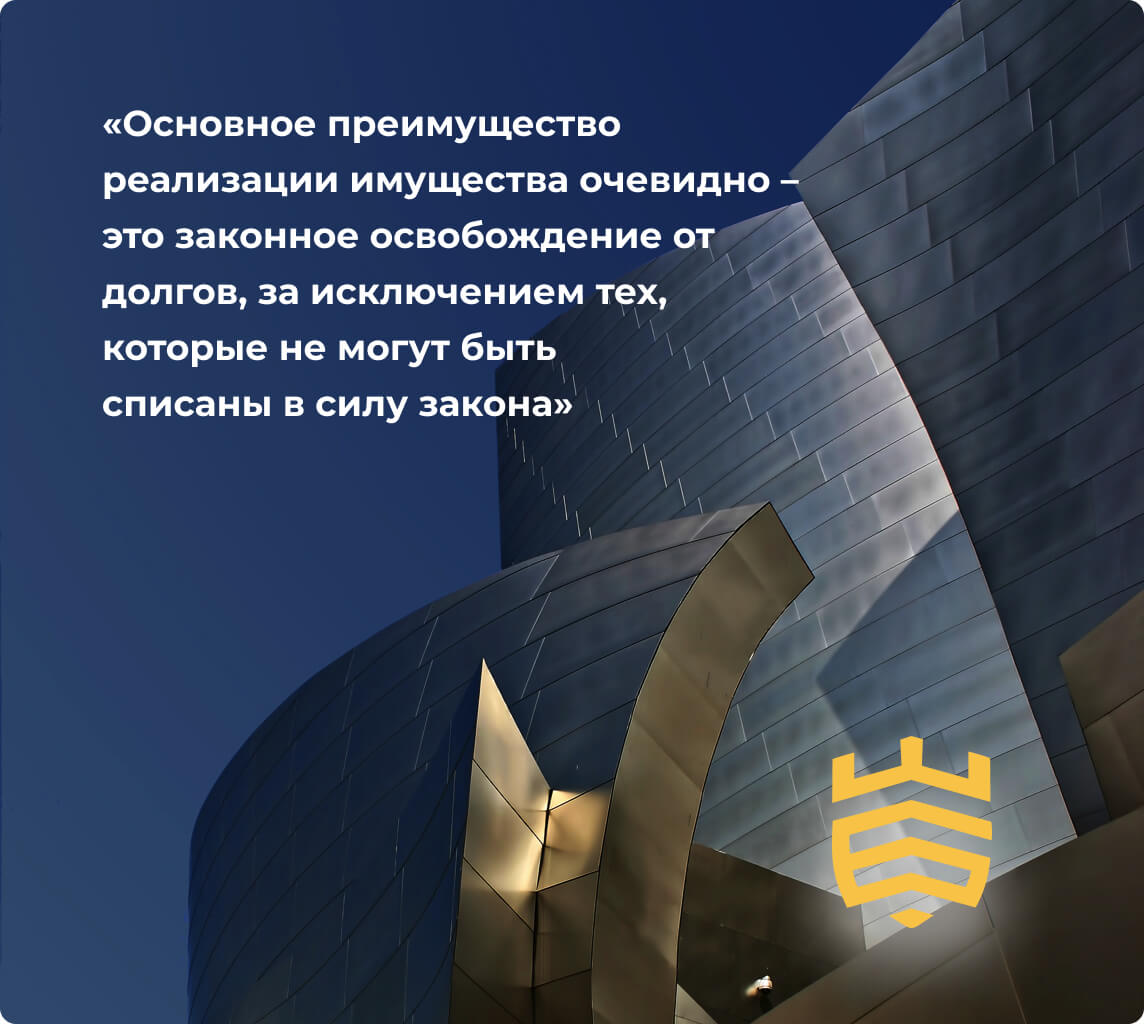 «Основное преимущество
реализации имущества очевидно –
это законное освобождение от
долгов, за исключением тех,
которые не могут быть
списаны в силу закона»